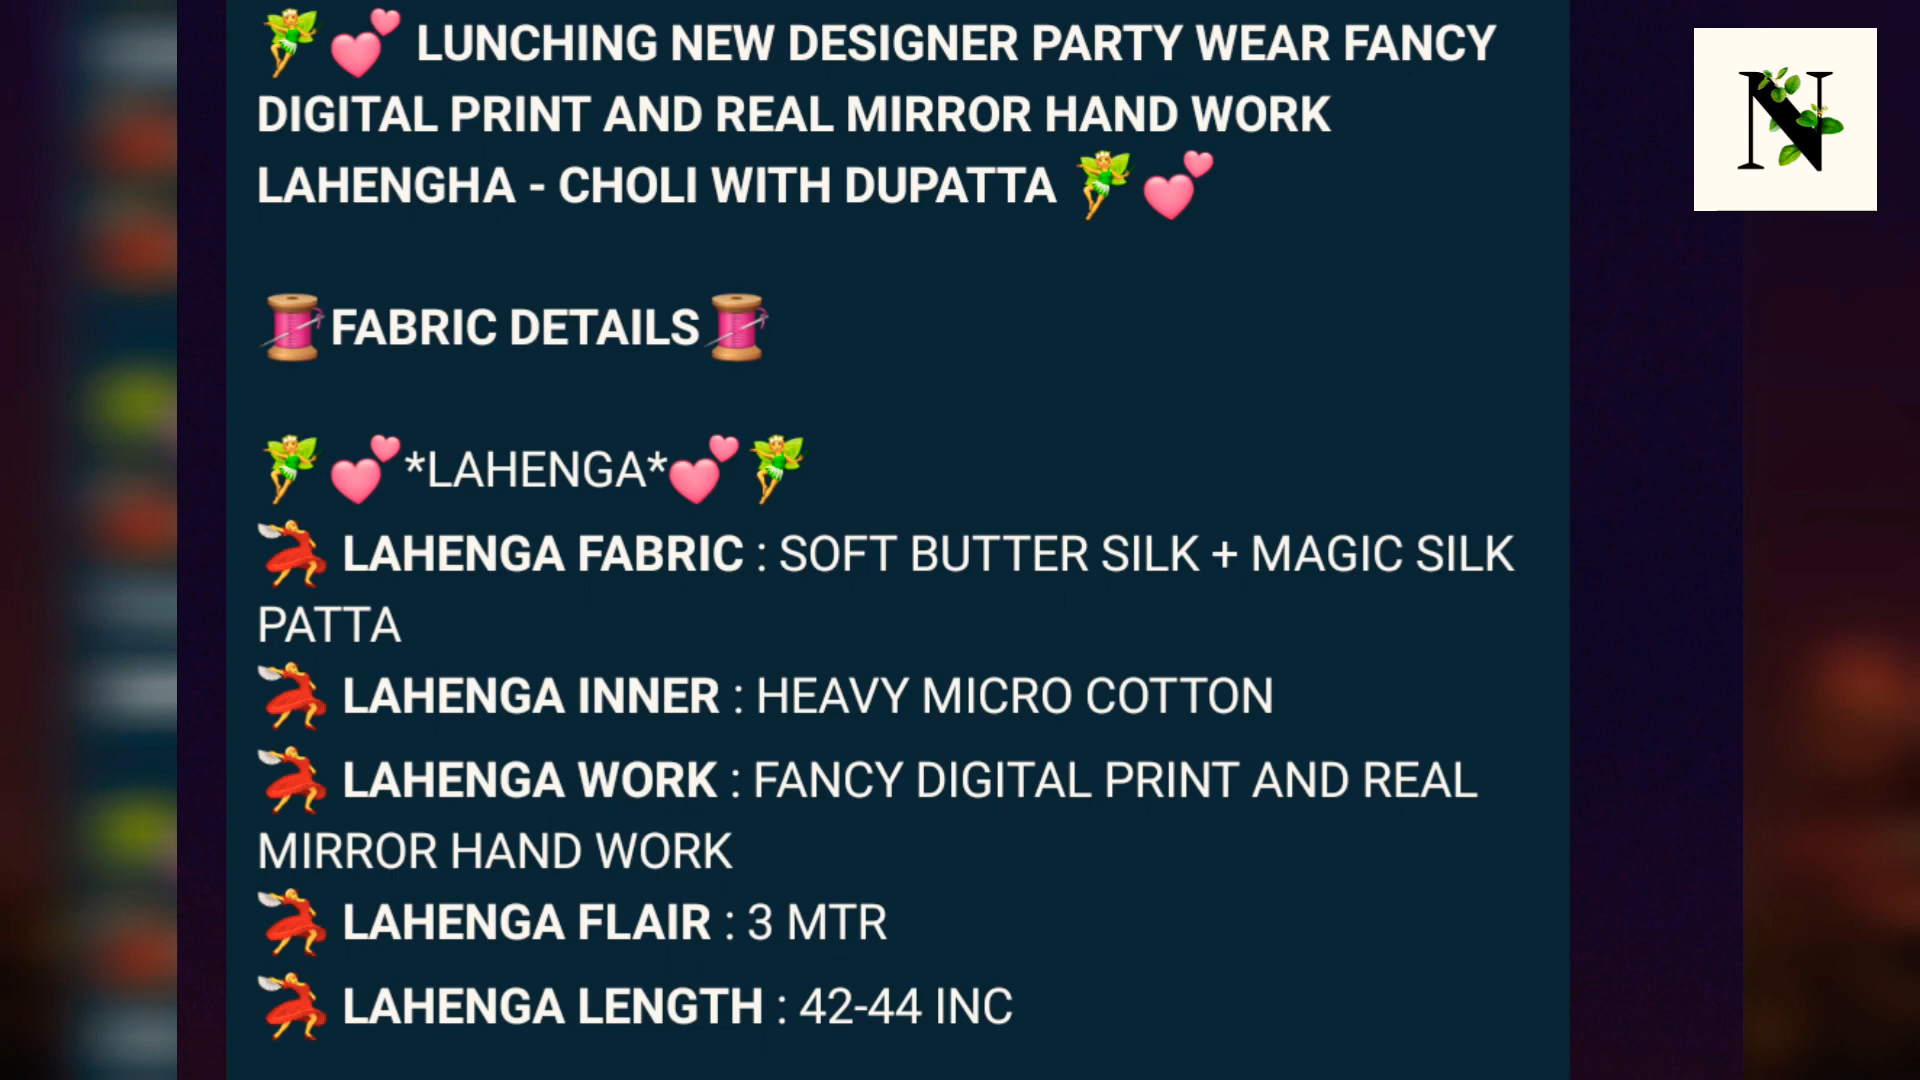 🧚💕 LUNCHING NEW DESIGNER PARTY WEAR FANCY
DIGITAL PRINT AND REAL MIRROR HAND WORK
LAHENGHA - CHOLI WITH DUPATTA 🧚💕
🧵FABRIC DETAILS🧵
🧚💕*LAHENGA*💕🧚
💃 LAHENGA FABRIC : SOFT BUTTER SILK + MAGIC SILK
PATTA
💃 LAHENGA INNER : HEAVY MICRO COTTON
💃 LAHENGA WORK : FANCY DIGITAL PRINT AND REAL
MIRROR HAND WORK
💃 LAHENGA FLAIR : 3 MTR
💃 LAHENGA LENGTH : 42-44 INC
N